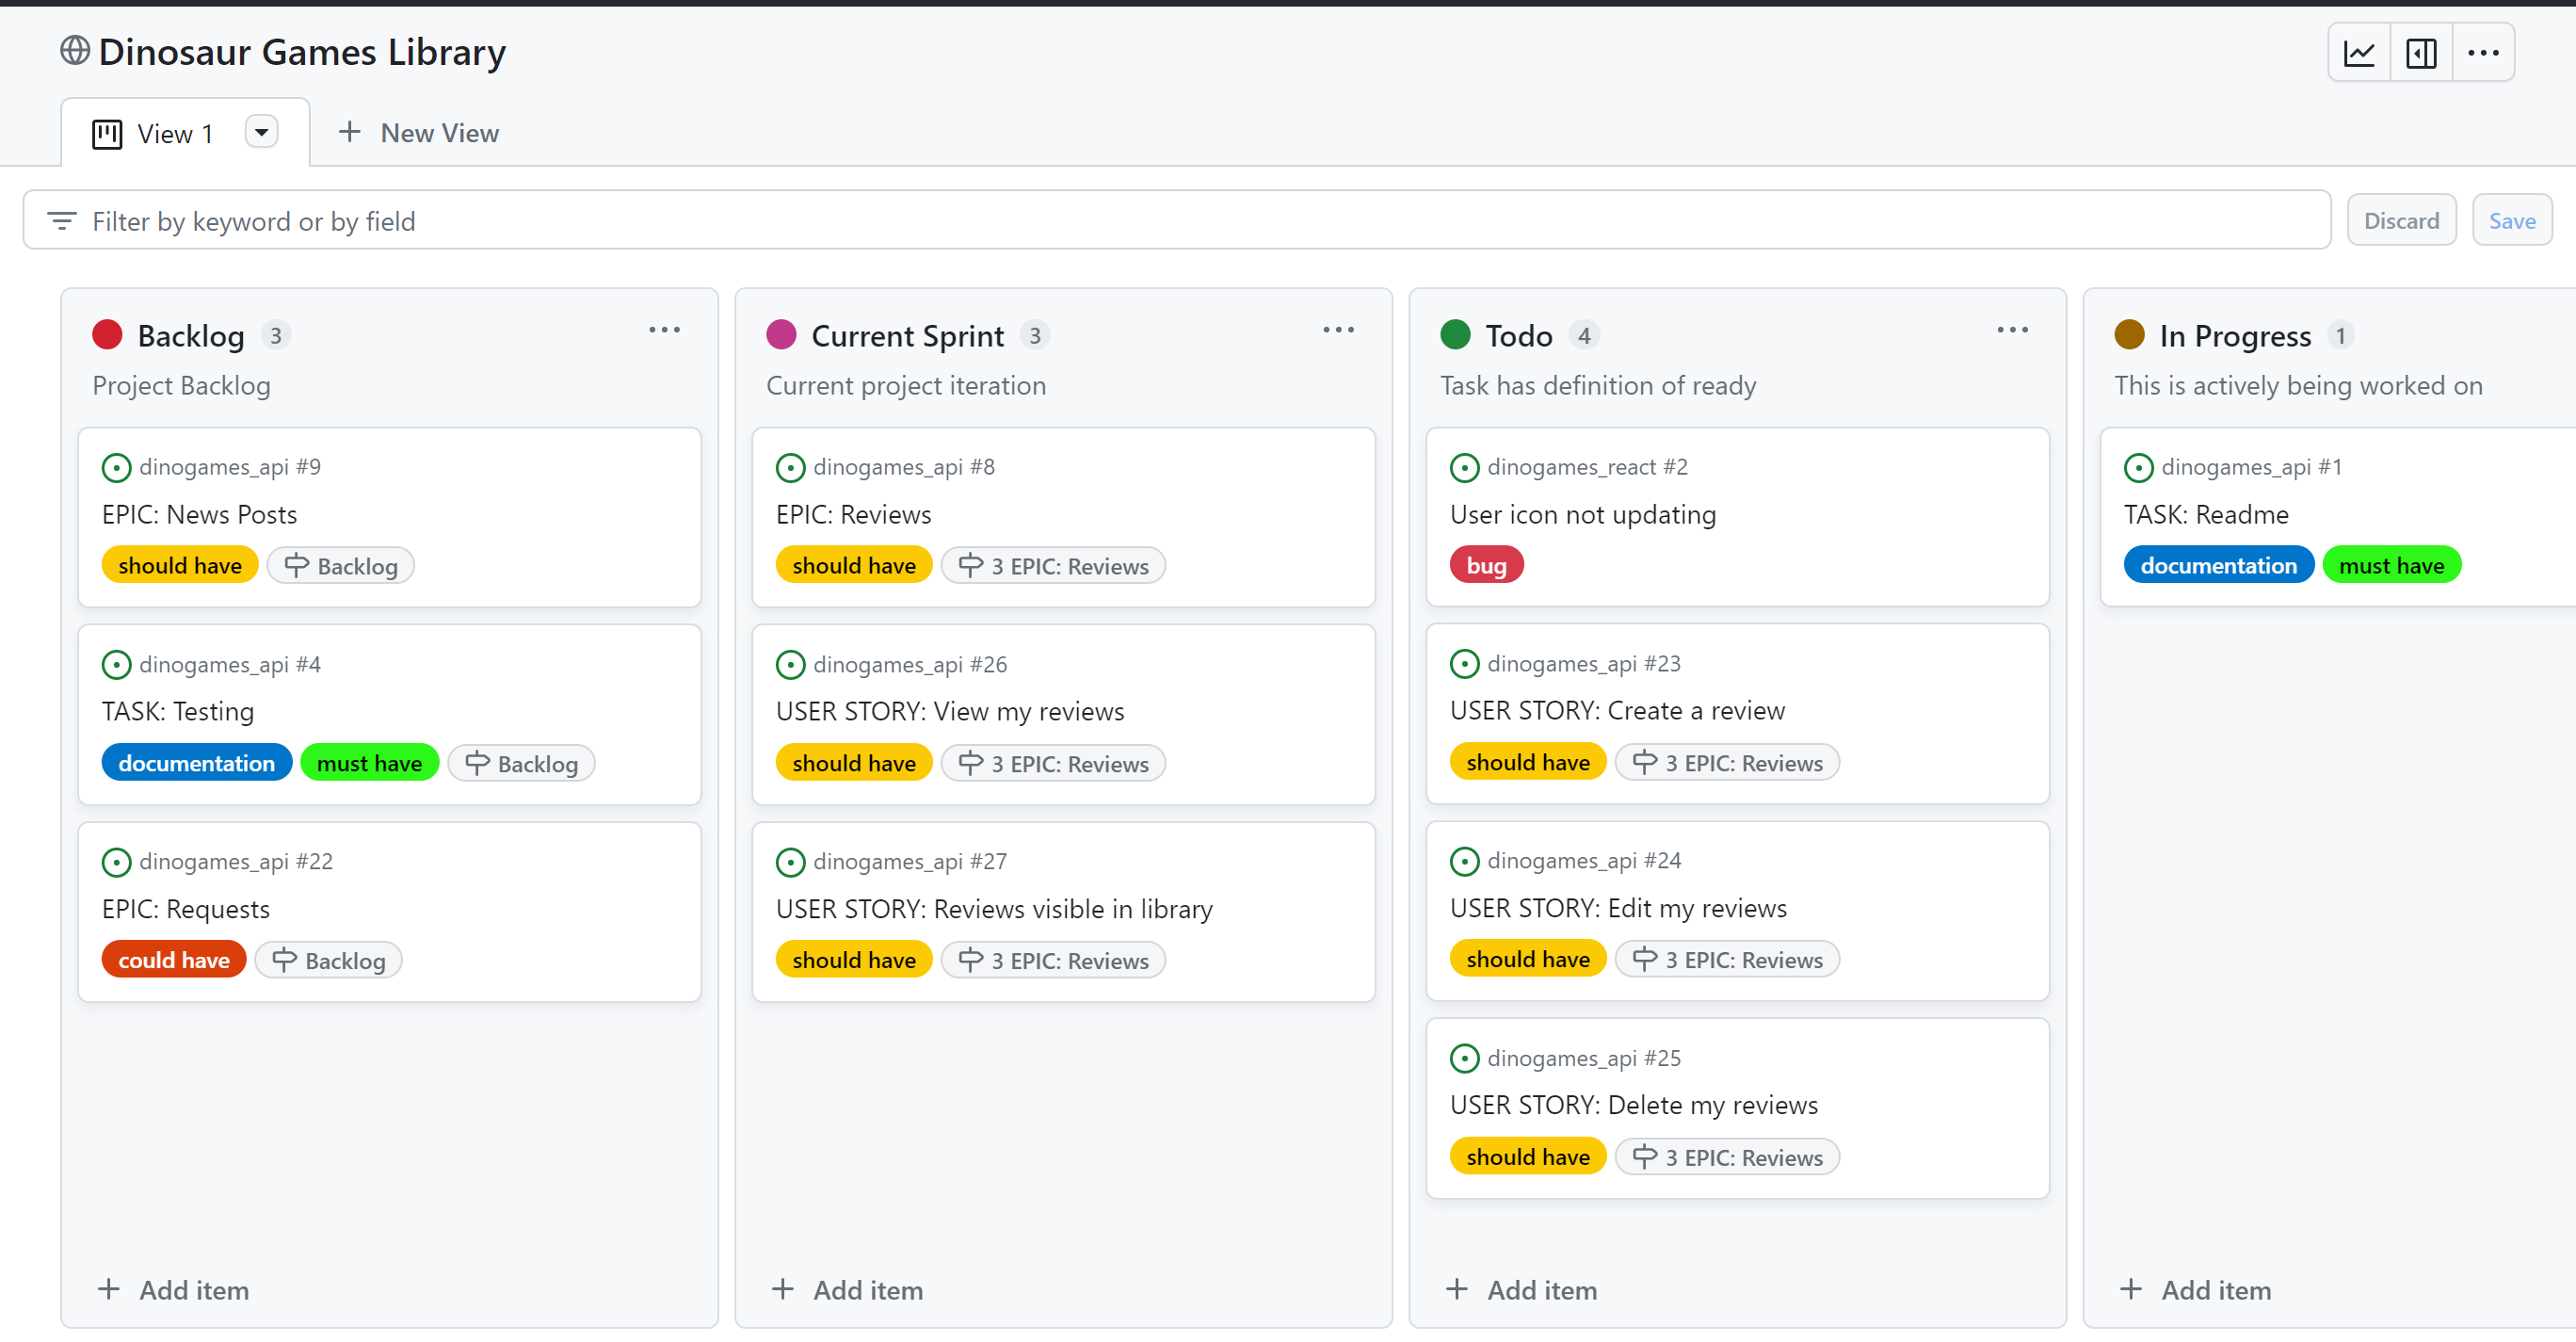 Dinosaur Games Library
View 1
New View
Filter by keyword or by field
Discard
Save
Backlog 3
Project Backlog
dinogames_api #9
EPIC: News Posts
should have Backlog
dinogames_api #4
TASK: Testing
documentation must have Backlog
dinogames_api #22
EPIC: Requests
could have Backlog
Add item
Current Sprint 3
Current project iteration
dinogames_api #8
EPIC: Reviews
should have 3 EPIC: Reviews
dinogames_api #26
USER STORY: View my reviews
should have 3 EPIC: Reviews
dinogames_api #27
USER STORY: Reviews visible in library
should have 3 EPIC: Reviews
Add item
Todo 4
Task has definition of ready
dinogames_react #2
User icon not updating
bug
dinogames_api #23
USER STORY: Create a review
should have 3 EPIC: Reviews
dinogames_api #24
USER STORY: Edit my reviews
should have 3 EPIC: Reviews
dinogames_api #25
USER STORY: Delete my reviews
should have 3 EPIC: Reviews
Add item
In Progress 1
This is actively being worked on
dinogames_api #1
TASK: Readme
documentation must have
Add item